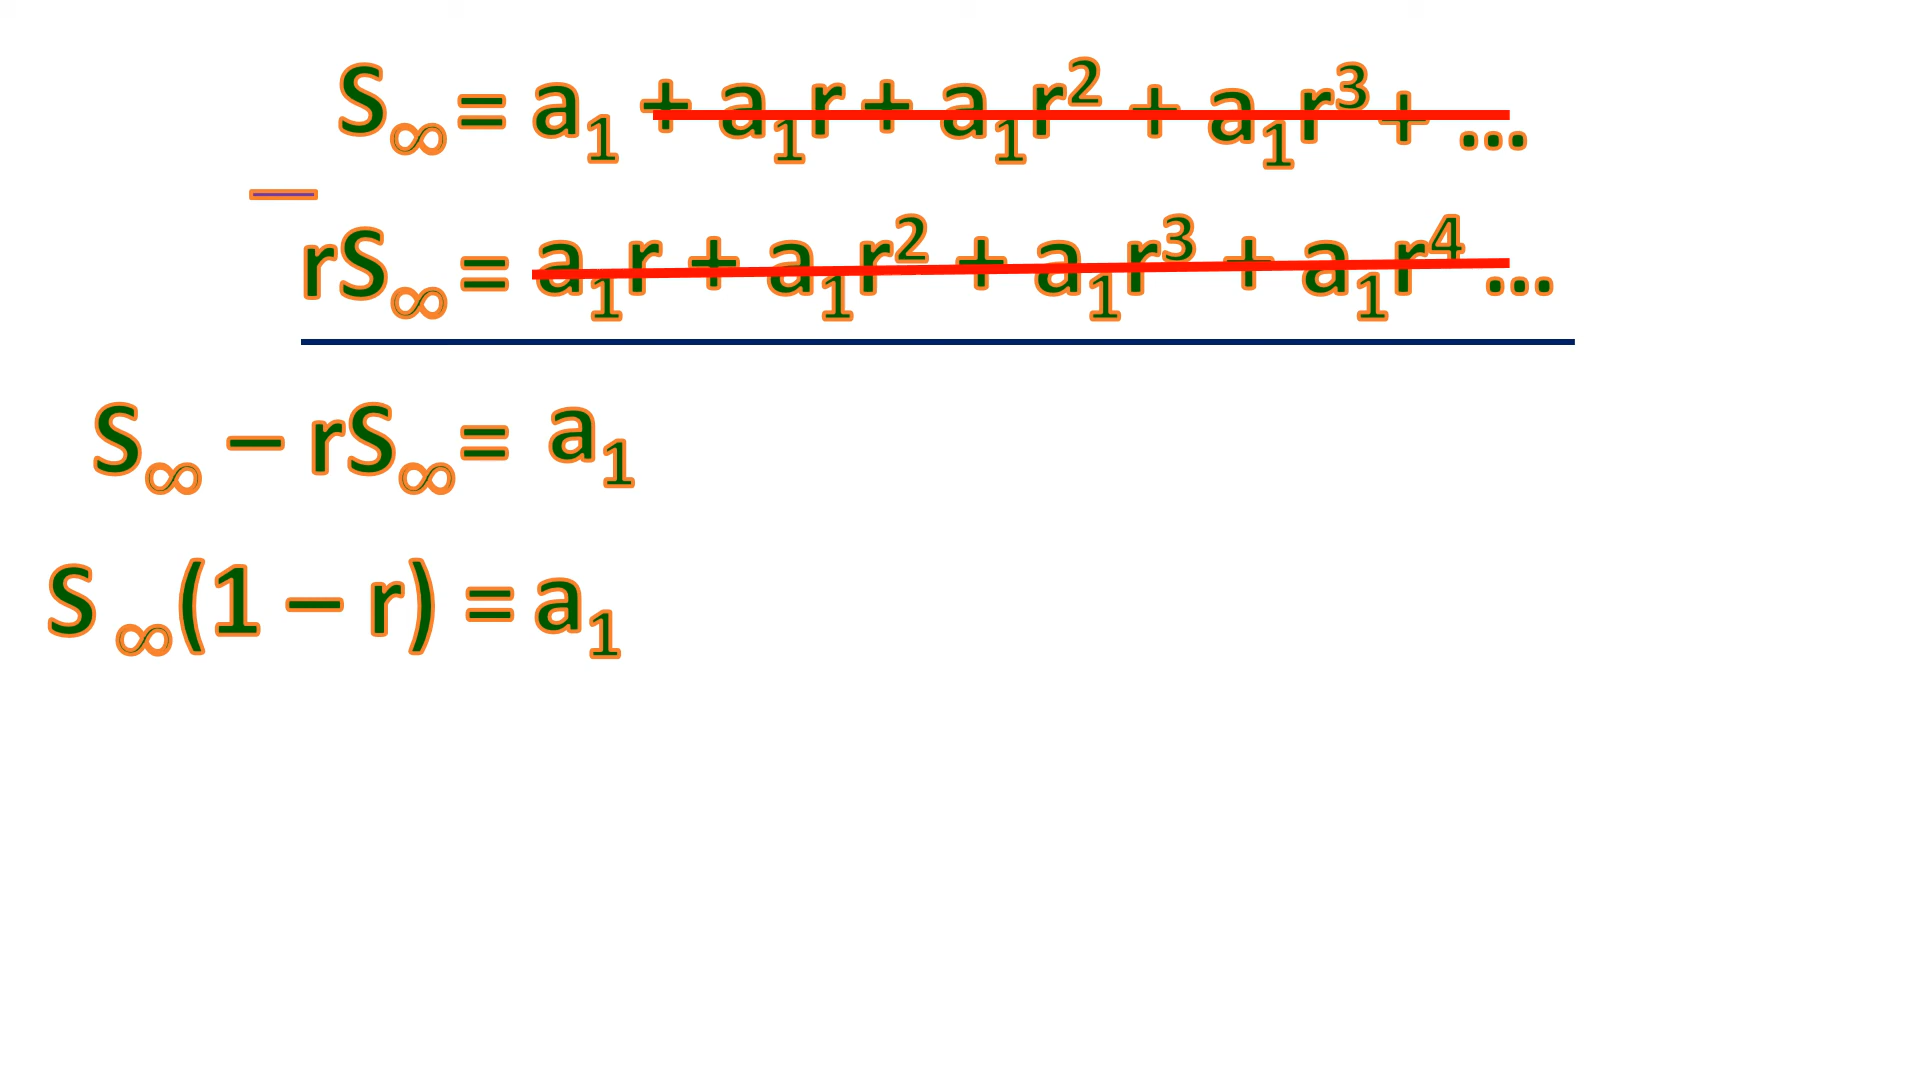 S∞ = a₁ + a₁r + a₁r² + a₁r³ + ...
—
rS∞ = a₁r + a₁r² + a₁r³ + a₁r⁴ ...
S∞ – rS∞ = a₁
S ∞(1 – r) = a₁